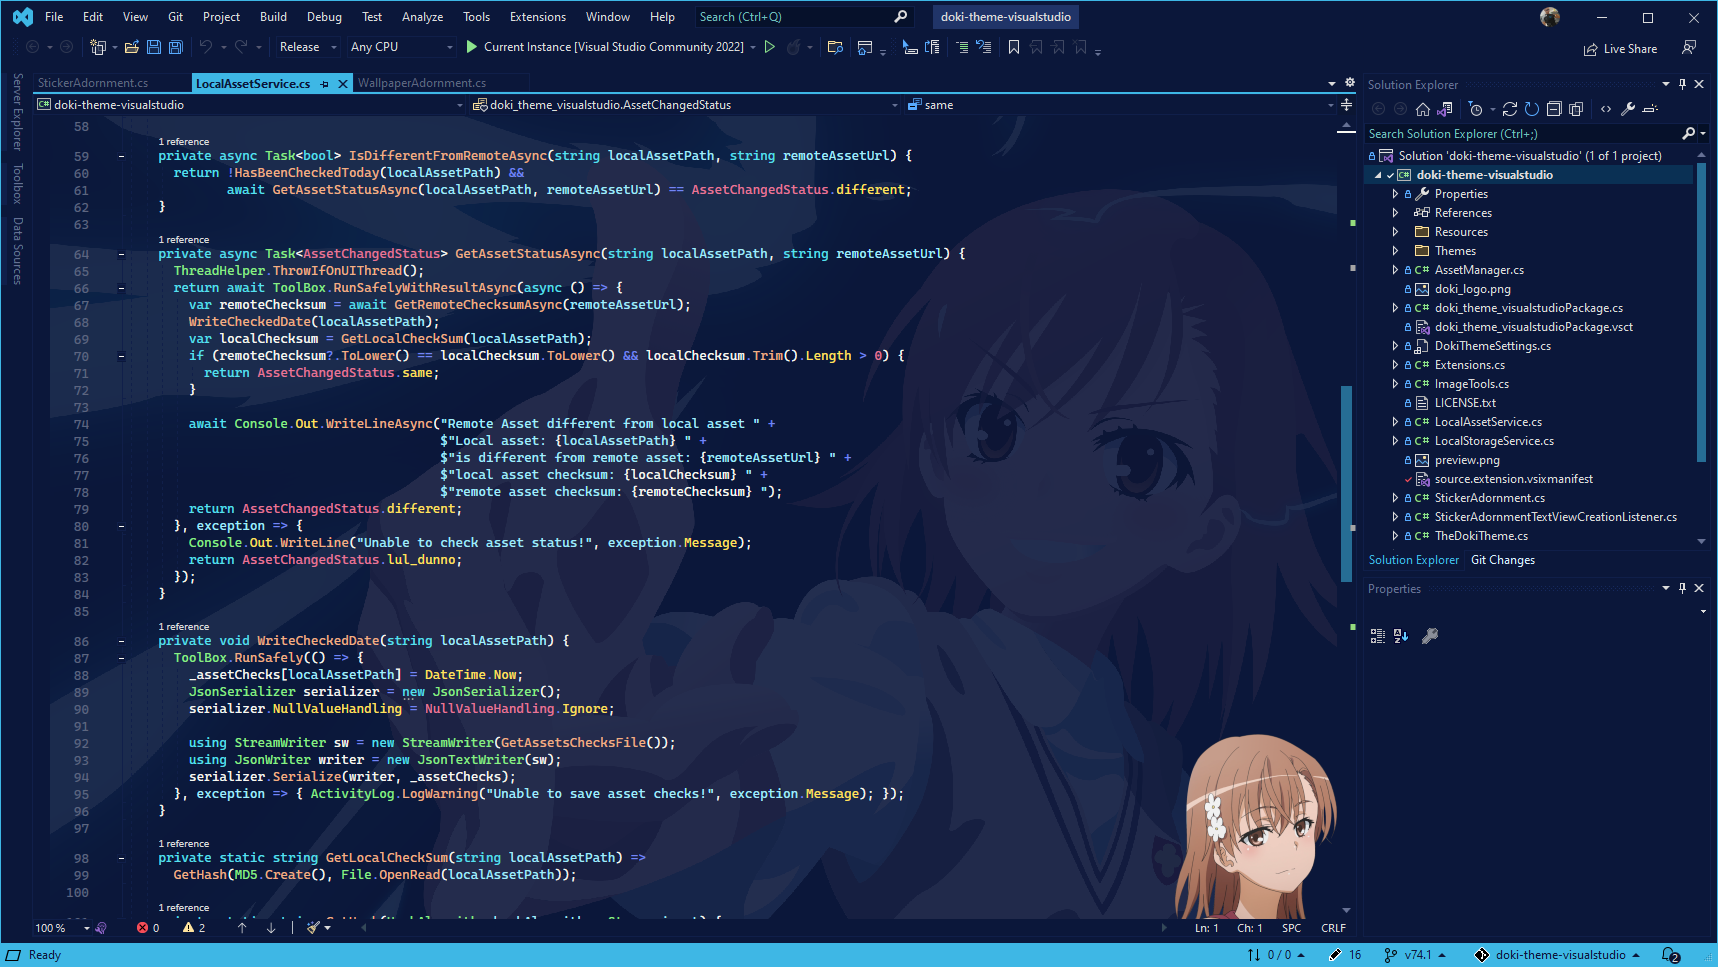 File Edit View Git Project Build Debug Test Analyze Tools Extensions Window Help Search (Ctrl+Q) doki-theme-visualstudio
Release Any CPU Current Instance [Visual Studio Community 2022] Live Share
Server Explorer
Toolbox
Data Sources
StickerAdornment.cs LocalAssetService.cs WallpaperAdornment.cs
doki-theme-visualstudio doki_theme_visualstudio.AssetChangedStatus same
58
1 reference
59 private async Task<bool> IsDifferentFromRemoteAsync(string localAssetPath, string remoteAssetUrl) {
60 return !HasBeenCheckedToday(localAssetPath) &&
61 await GetAssetStatusAsync(localAssetPath, remoteAssetUrl) == AssetChangedStatus.different;
62 }
63
1 reference
64 private async Task<AssetChangedStatus> GetAssetStatusAsync(string localAssetPath, string remoteAssetUrl) {
65 ThreadHelper.ThrowIfOnUIThread();
66 return await ToolBox.RunSafelyWithResultAsync(async () => {
67 var remoteChecksum = await GetRemoteChecksumAsync(remoteAssetUrl);
68 WriteCheckedDate(localAssetPath);
69 var localChecksum = GetLocalCheckSum(localAssetPath);
70 if (remoteChecksum?.ToLower() == localChecksum.ToLower() && localChecksum.Trim().Length > 0) {
71 return AssetChangedStatus.same;
72 }
73
74 await Console.Out.WriteLineAsync("Remote Asset different from local asset " +
75 $"Local asset: {localAssetPath} " +
76 $"is different from remote asset: {remoteAssetUrl} " +
77 $"local asset checksum: {localChecksum} " +
78 $"remote asset checksum: {remoteChecksum} ");
79 return AssetChangedStatus.different;
80 }, exception => {
81 Console.Out.WriteLine("Unable to check asset status!", exception.Message);
82 return AssetChangedStatus.lul_dunno;
83 });
84 }
85
1 reference
86 private void WriteCheckedDate(string localAssetPath) {
87 ToolBox.RunSafely(() => {
88 _assetChecks[localAssetPath] = DateTime.Now;
89 JsonSerializer serializer = new JsonSerializer();
90 serializer.NullValueHandling = NullValueHandling.Ignore;
91
92 using StreamWriter sw = new StreamWriter(GetAssetsChecksFile());
93 using JsonWriter writer = new JsonTextWriter(sw);
94 serializer.Serialize(writer, _assetChecks);
95 }, exception => { ActivityLog.LogWarning("Unable to save asset checks!", exception.Message); });
96 }
97
1 reference
98 private static string GetLocalCheckSum(string localAssetPath) =>
99 GetHash(MD5.Create(), File.OpenRead(localAssetPath));
100
1 reference
100 % 0 2 Ln: 1 Ch: 1 SPC CRLF
Solution Explorer
Search Solution Explorer (Ctrl+;)
Solution 'doki-theme-visualstudio' (1 of 1 project)
C# doki-theme-visualstudio
Properties
References
Resources
Themes
C# AssetManager.cs
doki_logo.png
C# doki_theme_visualstudioPackage.cs
doki_theme_visualstudioPackage.vsct
DokiThemeSettings.cs
C# Extensions.cs
C# ImageTools.cs
LICENSE.txt
C# LocalAssetService.cs
C# LocalStorageService.cs
preview.png
source.extension.vsixmanifest
C# StickerAdornment.cs
C# StickerAdornmentTextViewCreationListener.cs
C# TheDokiTheme.cs
Solution Explorer Git Changes
Properties
Ready 0 / 0 16 v74.1 doki-theme-visualstudio 2